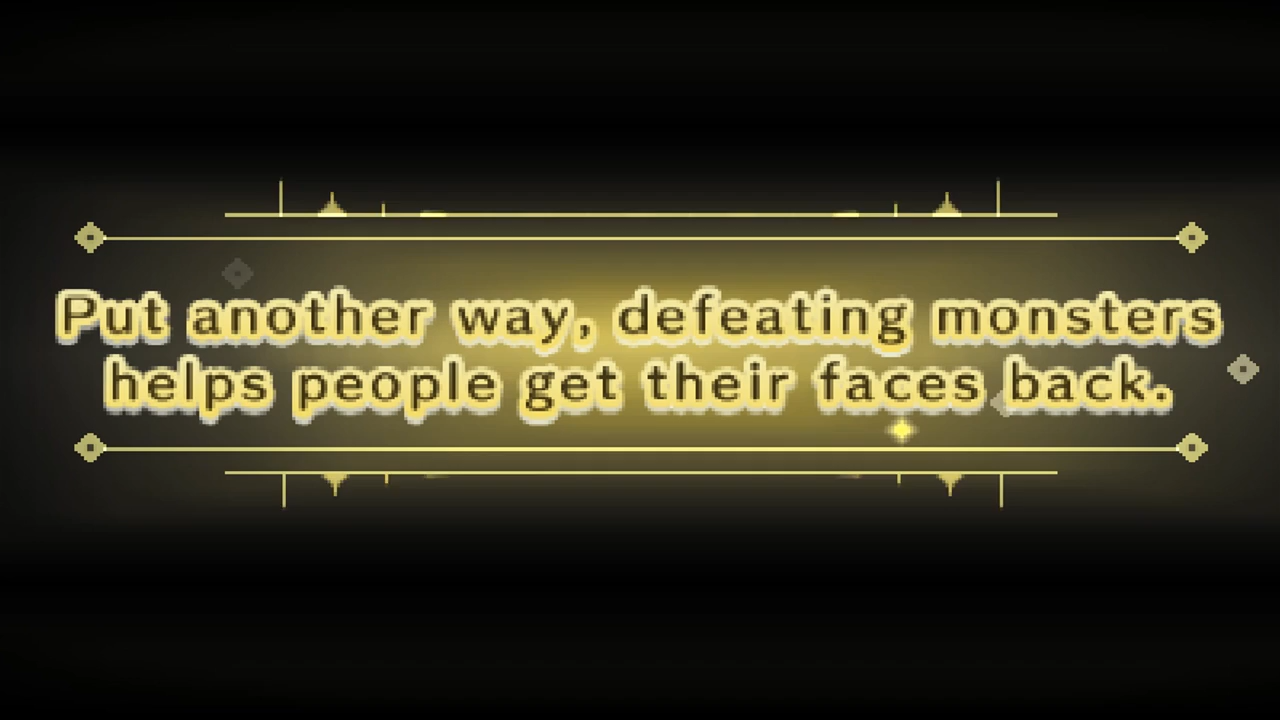 Put another way, defeating monsters
helps people get their faces back.